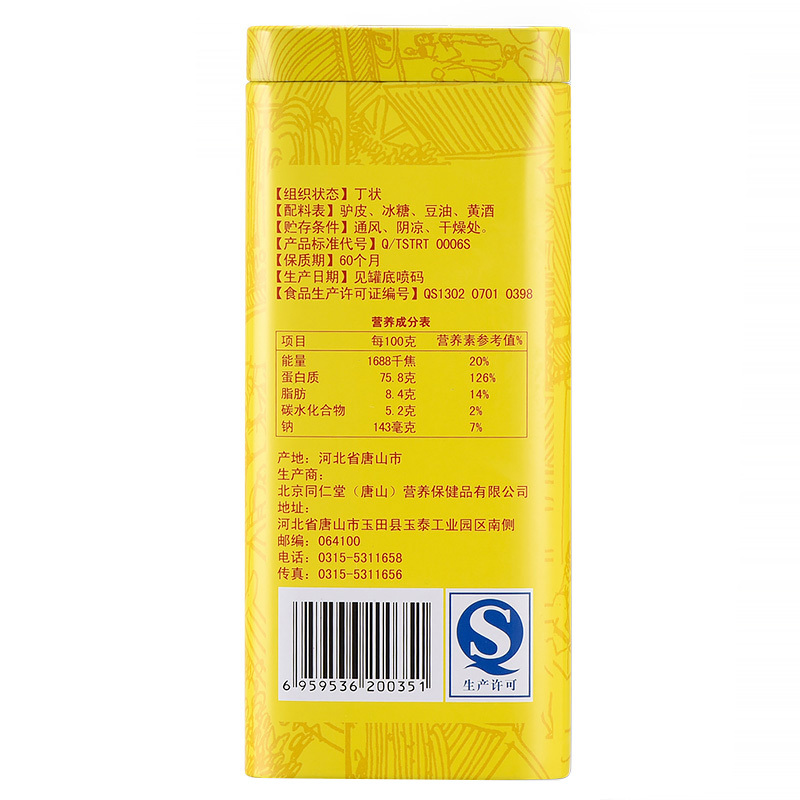 【组织状态】丁状
【配料表】驴皮、冰糖、豆油、黄酒
【贮存条件】通风、阴凉、干燥处。
【产品标准代号】Q/TSTRT 0006S
【保质期】60个月
【生产日期】见罐底喷码
【食品生产许可证编号】QS1302 0701 0398
营养成分表
项目 每100克 营养素参考值%
能量 1688千焦 20%
蛋白质 75.8克 126%
脂肪 8.4克 14%
碳水化合物 5.2克 2%
钠 143毫克 7%
产地：河北省唐山市
生产商：
北京同仁堂（唐山）营养保健品有限公司
地址：
河北省唐山市玉田县玉泰工业园区南侧
邮编：064100
电话：0315-5311658
传真：0315-5311656
6 959536 200351
生产许可